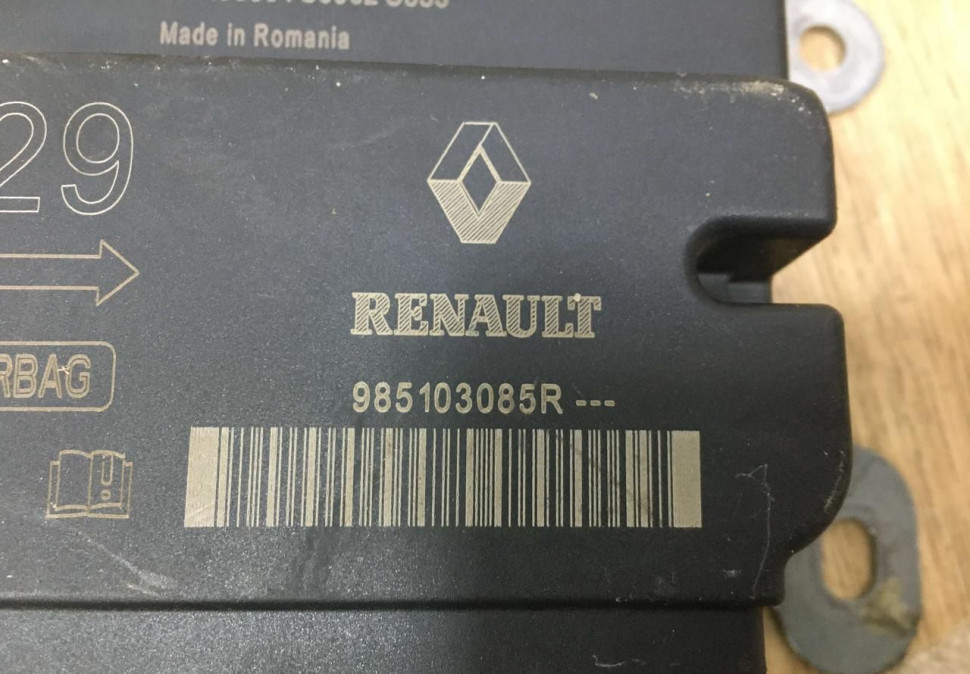 Made in Romania
29
RENAULT
RBAG
985103085R ---